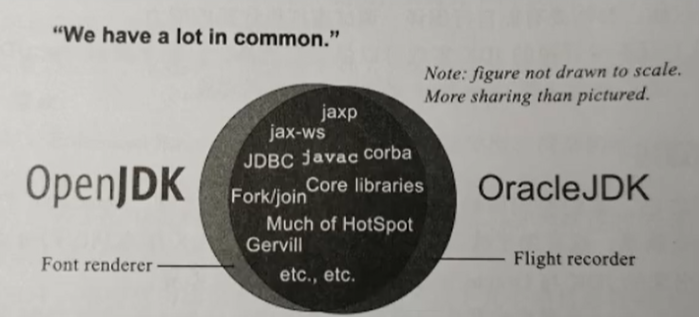 “We have a lot in common.”
Note: figure not drawn to scale.
More sharing than pictured.
jaxp
jax-ws
JDBC javac corba
OpenJDK
Fork/join Core libraries
OracleJDK
Much of HotSpot
Gervill
Font renderer
Flight recorder
etc., etc.